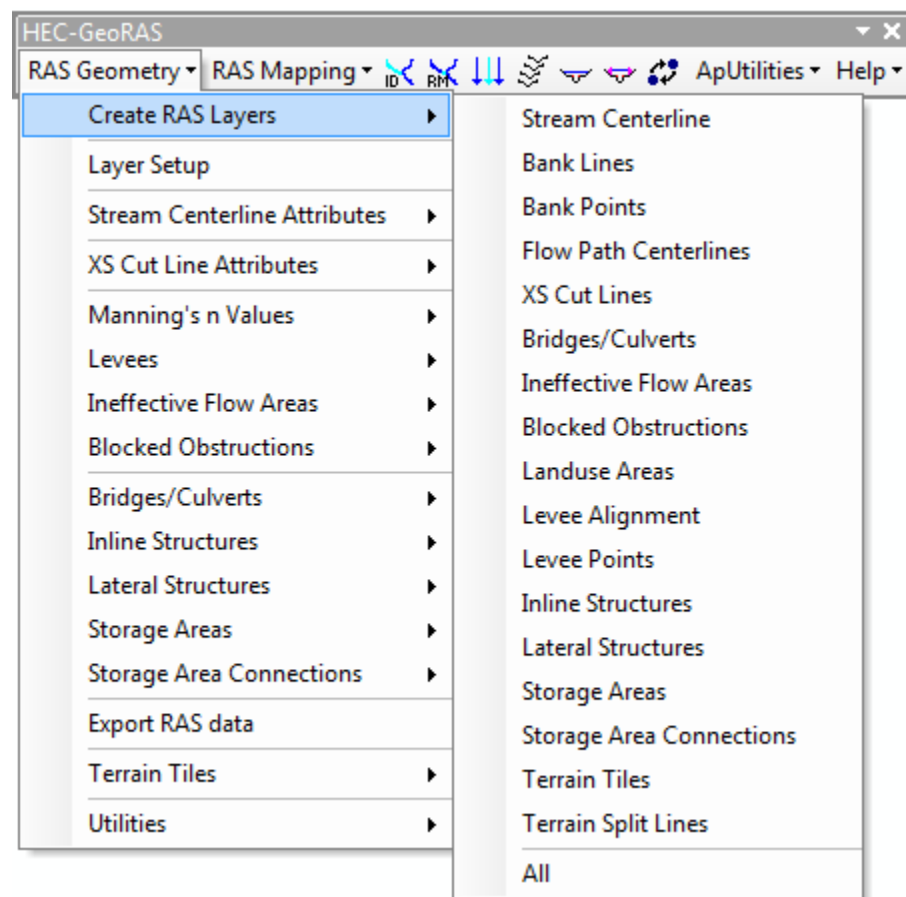 HEC-GeoRAS
RAS Geometry RAS Mapping ID RM ApUtilities Help
Create RAS Layers
Layer Setup
Stream Centerline Attributes
XS Cut Line Attributes
Manning's n Values
Levees
Ineffective Flow Areas
Blocked Obstructions
Bridges/Culverts
Inline Structures
Lateral Structures
Storage Areas
Storage Area Connections
Export RAS data
Terrain Tiles
Utilities
Stream Centerline
Bank Lines
Bank Points
Flow Path Centerlines
XS Cut Lines
Bridges/Culverts
Ineffective Flow Areas
Blocked Obstructions
Landuse Areas
Levee Alignment
Levee Points
Inline Structures
Lateral Structures
Storage Areas
Storage Area Connections
Terrain Tiles
Terrain Split Lines
All